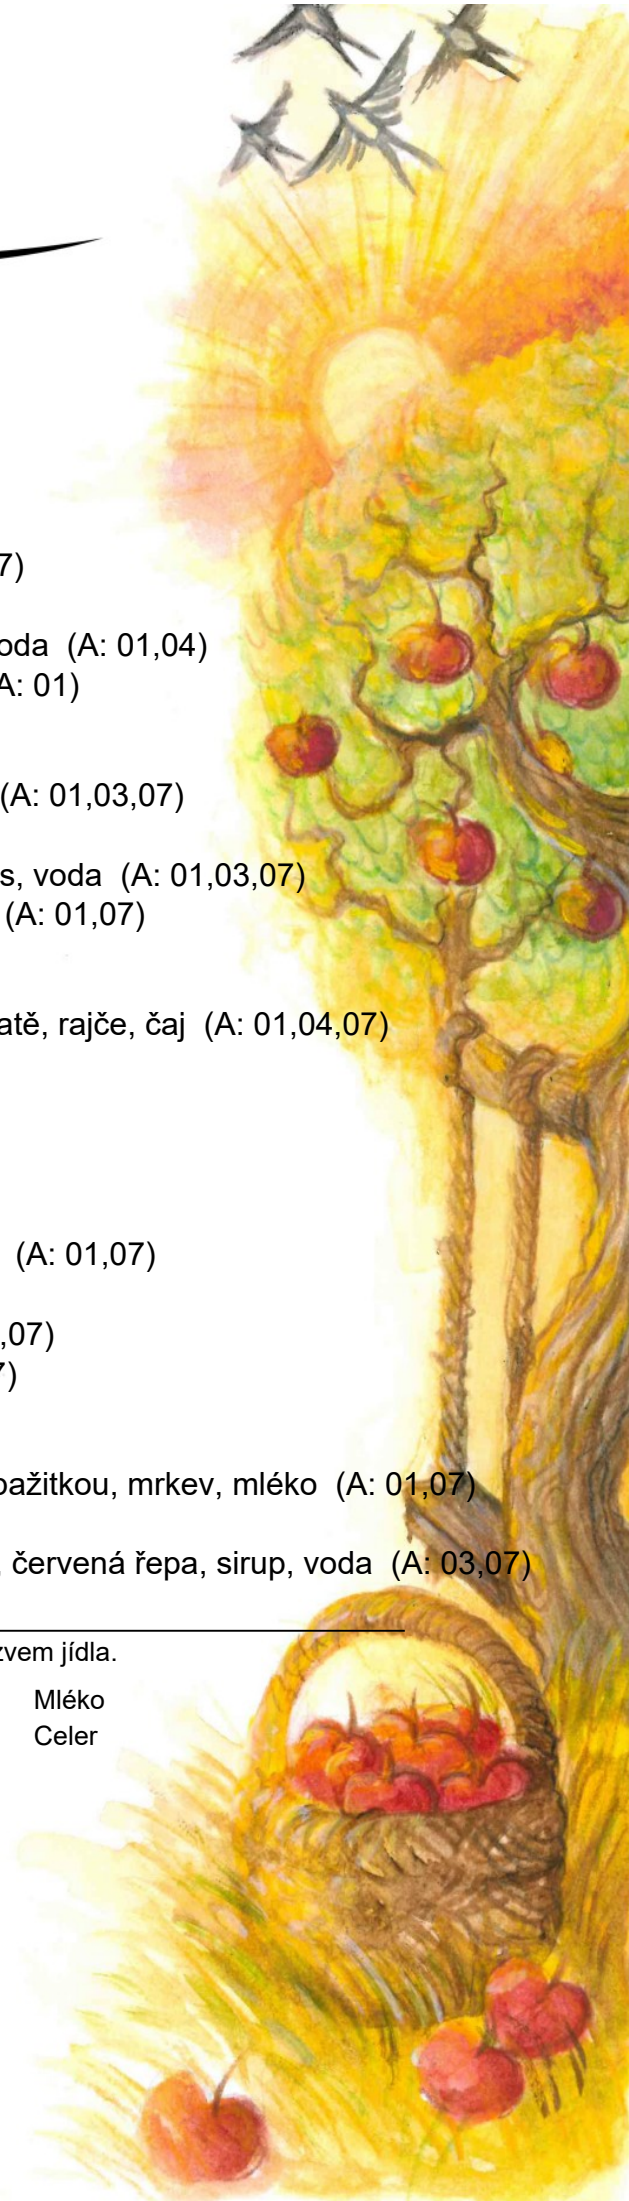 7)
oda (A: 01,04)
A: 01)
(A: 01,03,07)
s, voda (A: 01,03,07)
(A: 01,07)
atě, rajče, čaj (A: 01,04,07)
(A: 01,07)
,07)
7)
pažitkou, mrkev, mléko (A: 01,07)
, červená řepa, sirup, voda (A: 03,07)
zvem jídla.
Mléko
Celer